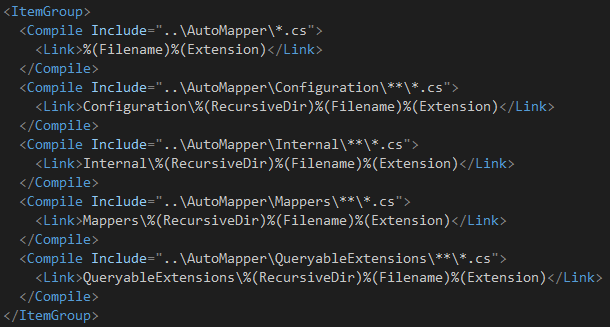 <ItemGroup>
<Compile Include="..\AutoMapper\*.cs">
<Link>%(Filename)%(Extension)</Link>
</Compile>
<Compile Include="..\AutoMapper\Configuration\**\*.cs">
<Link>Configuration\%(RecursiveDir)%(Filename)%(Extension)</Link>
</Compile>
<Compile Include="..\AutoMapper\Internal\**\*.cs">
<Link>Internal\%(RecursiveDir)%(Filename)%(Extension)</Link>
</Compile>
<Compile Include="..\AutoMapper\Mappers\**\*.cs">
<Link>Mappers\%(RecursiveDir)%(Filename)%(Extension)</Link>
</Compile>
<Compile Include="..\AutoMapper\QueryableExtensions\**\*.cs">
<Link>QueryableExtensions\%(RecursiveDir)%(Filename)%(Extension)</Link>
</Compile>
</ItemGroup>